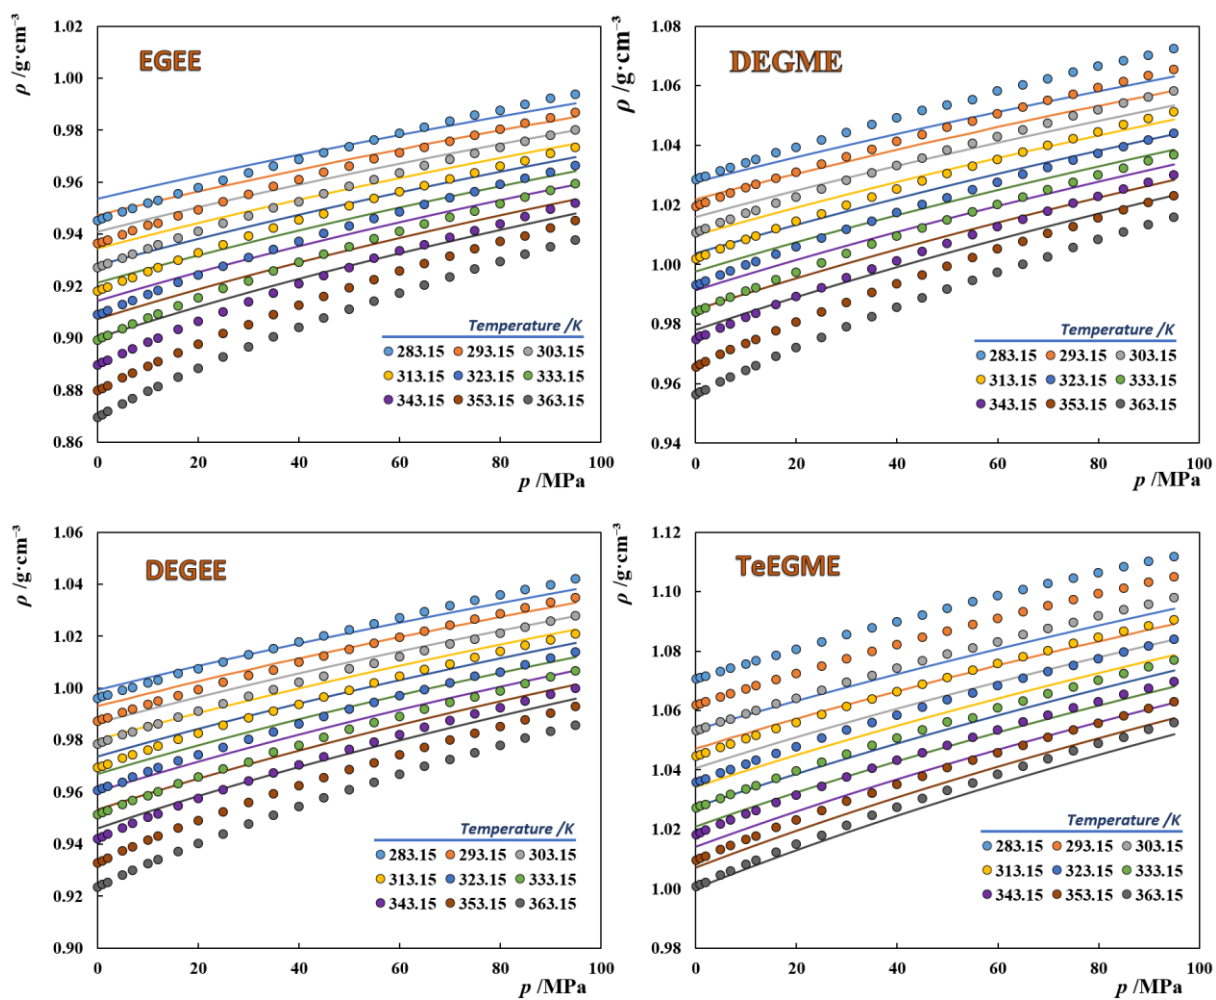 EGEE
ρ /g·cm⁻³
1.02
1.00
0.98
0.96
0.94
0.92
0.90
0.88
0.86
0 20 40 60 80 100
p /MPa
Temperature /K
283.15 293.15 303.15
313.15 323.15 333.15
343.15 353.15 363.15
DEGME
ρ /g·cm⁻³
1.08
1.06
1.04
1.02
1.00
0.98
0.96
0.94
0 20 40 60 80 100
p /MPa
Temperature /K
283.15 293.15 303.15
313.15 323.15 333.15
343.15 353.15 363.15
DEGEE
ρ /g·cm⁻³
1.06
1.04
1.02
1.00
0.98
0.96
0.94
0.92
0.90
0 20 40 60 80 100
p /MPa
Temperature /K
283.15 293.15 303.15
313.15 323.15 333.15
343.15 353.15 363.15
TeEGME
ρ /g·cm⁻³
1.12
1.10
1.08
1.06
1.04
1.02
1.00
0.98
0 20 40 60 80 100
p /MPa
Temperature /K
283.15 293.15 303.15
313.15 323.15 333.15
343.15 353.15 363.15